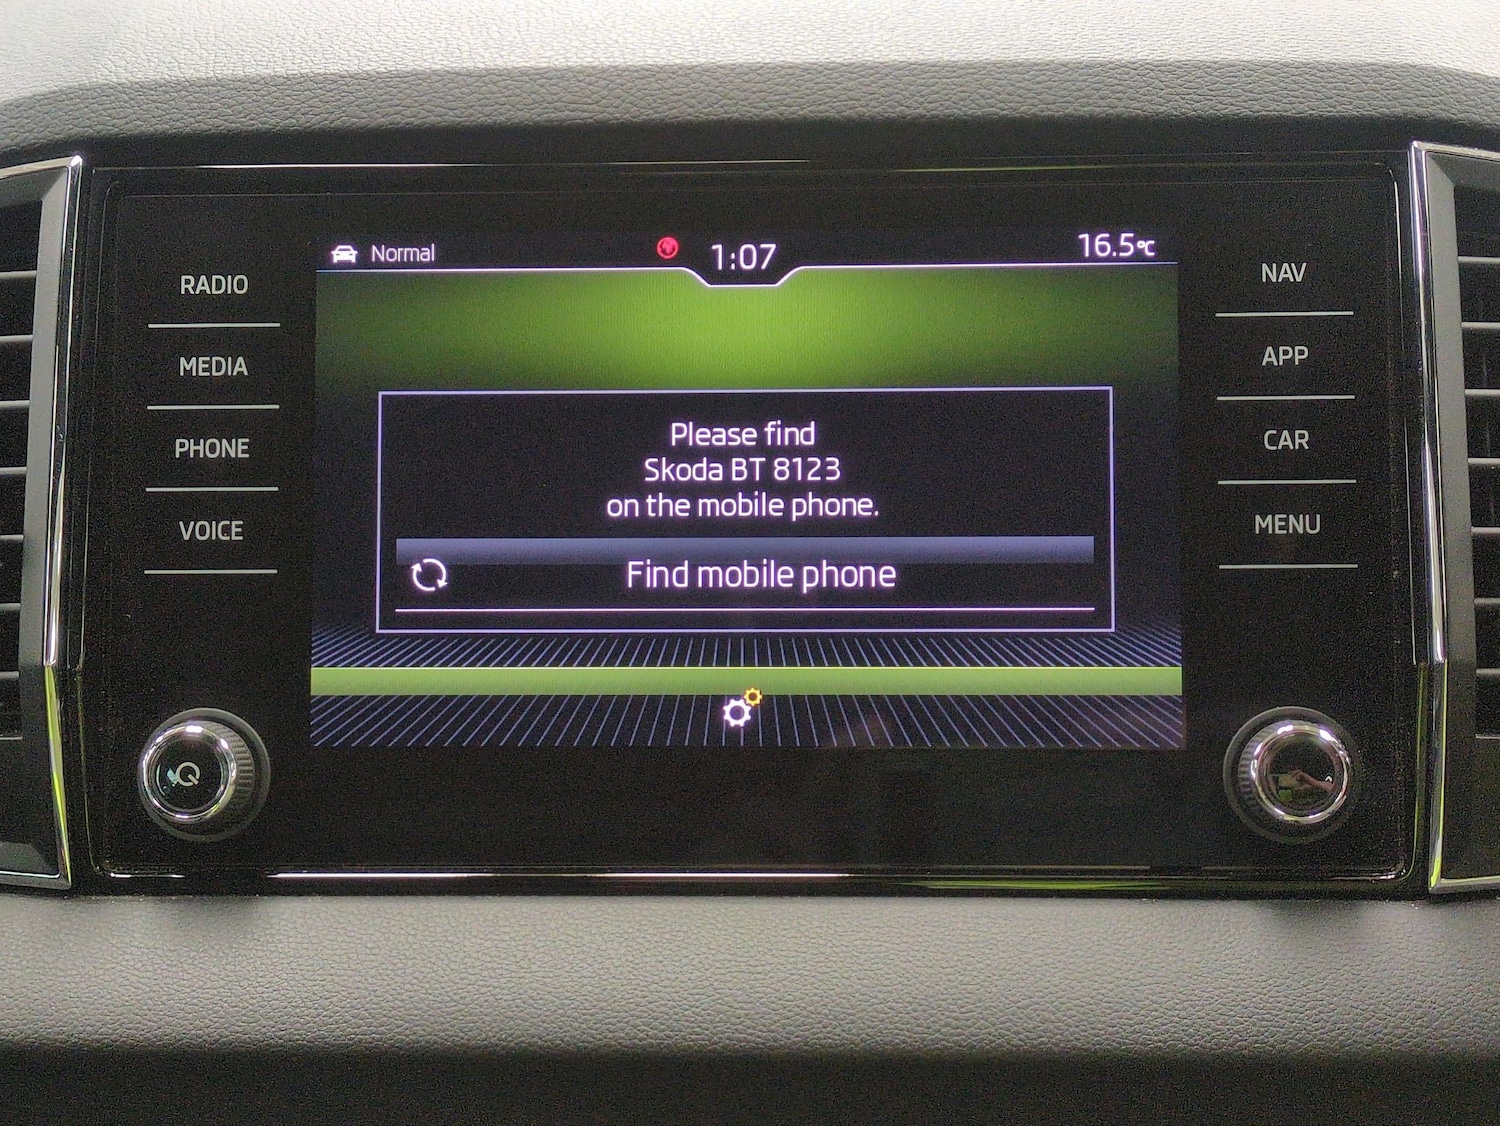 Normal
1:07
16.5°C
RADIO
MEDIA
PHONE
VOICE
Please find
Skoda BT 8123
on the mobile phone.
Find mobile phone
NAV
APP
CAR
MENU